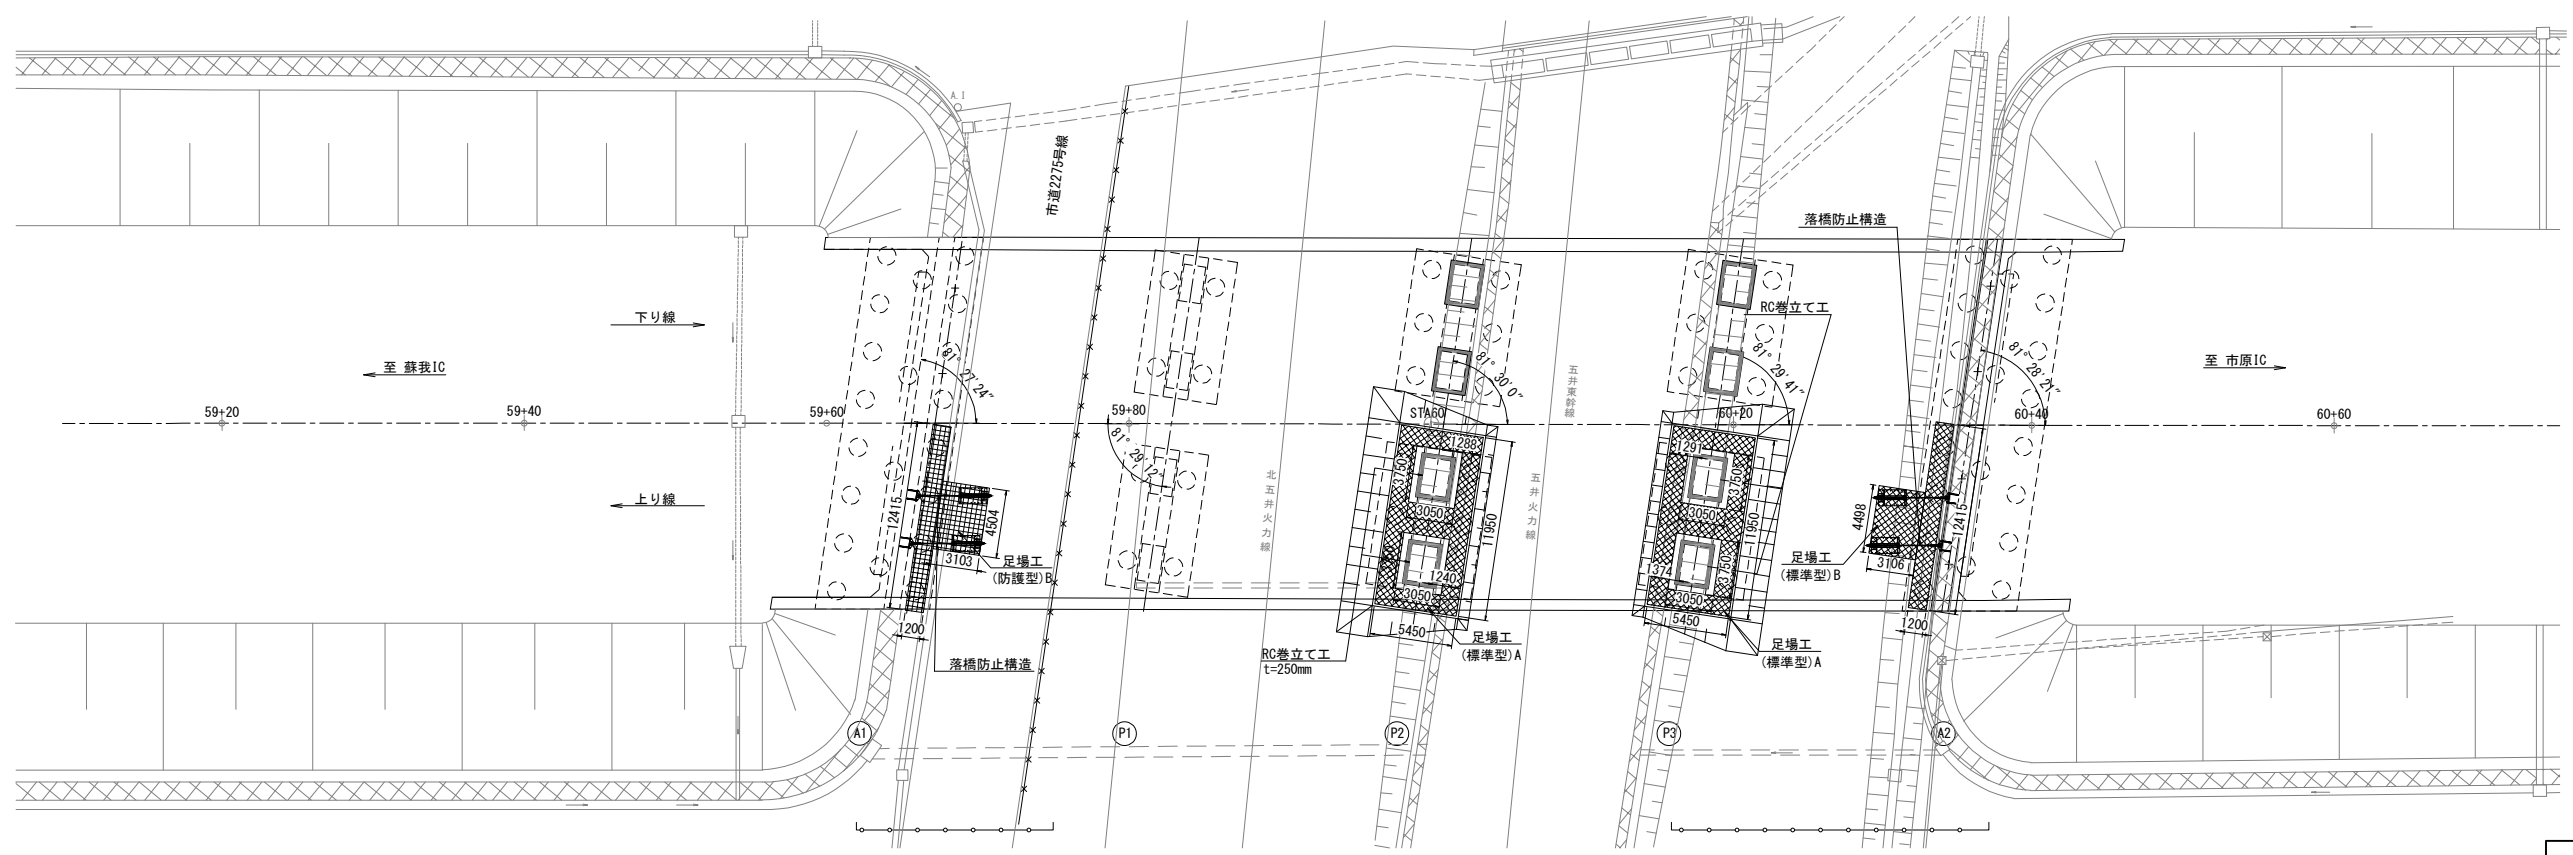 A.1
市道2275号線
落橋防止構造
RC巻立て工
下り線
至 蘇我IC
至 市原IC
81°27'24"
81°30'0"
81°29'41"
81°28'21"
五井東幹線
59+20
59+40
59+60
59+80
STA60
60+20
60+40
60+60
81°29'12"
1288
1291
3750
3750
北五井火力線
五井火力線
上り線
12415
4504
3050
11950
3050
11950
4498
12415
3103
足場工
(防護型)B
1240
3050
1374
3750
3050
足場工
(標準型)B
3106
1200
5450
5450
1200
落橋防止構造
RC巻立て工
t=250mm
足場工
(標準型)A
足場工
(標準型)A
A1
P1
P2
P3
A2